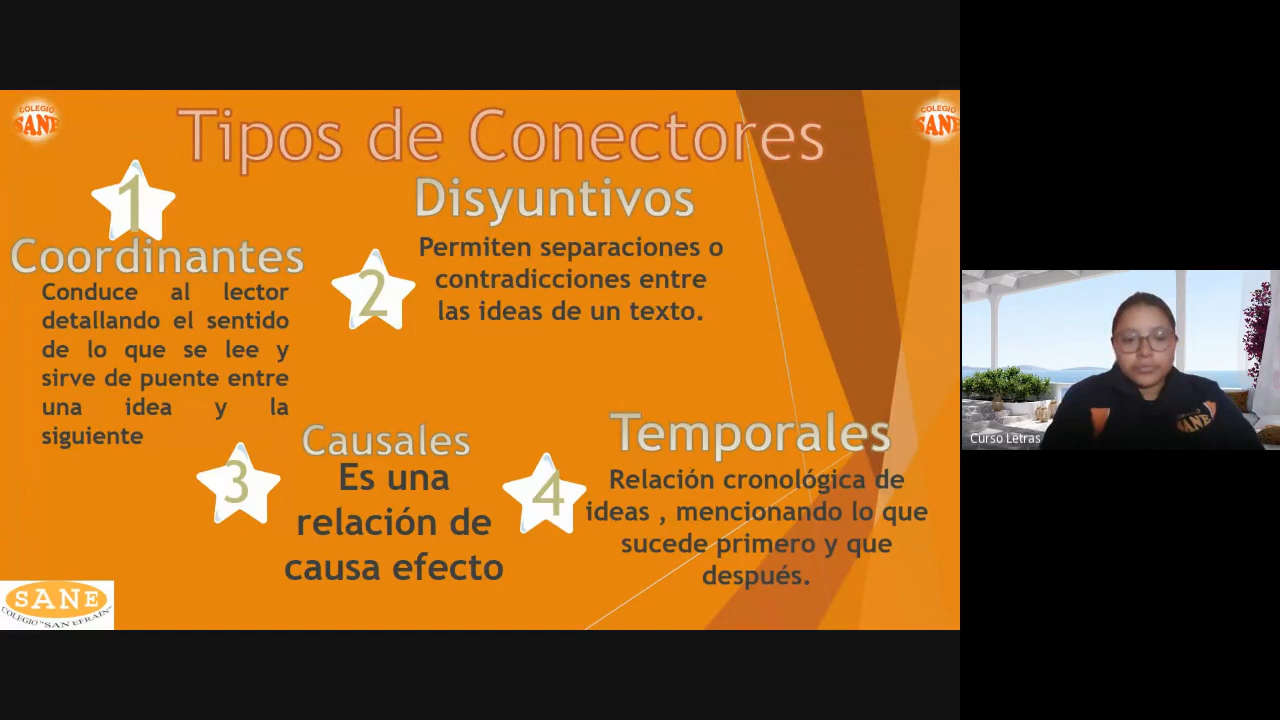 COLEGIO
SANE
COLEGIO
SANE
Tipos de Conectores
1
Coordinantes
Conduce al lector
detallando el sentido
de lo que se lee y
sirve de puente entre
una idea y la
siguiente
2
Disyuntivos
Permiten separaciones o
contradicciones entre
las ideas de un texto.
3
Causales
Es una
relación de
causa efecto
4
Temporales
Relación cronológica de
ideas , mencionando lo que
sucede primero y que
después.
SANE
COLEGIO "SAN EFRAIN"
Curso Letras
SANE